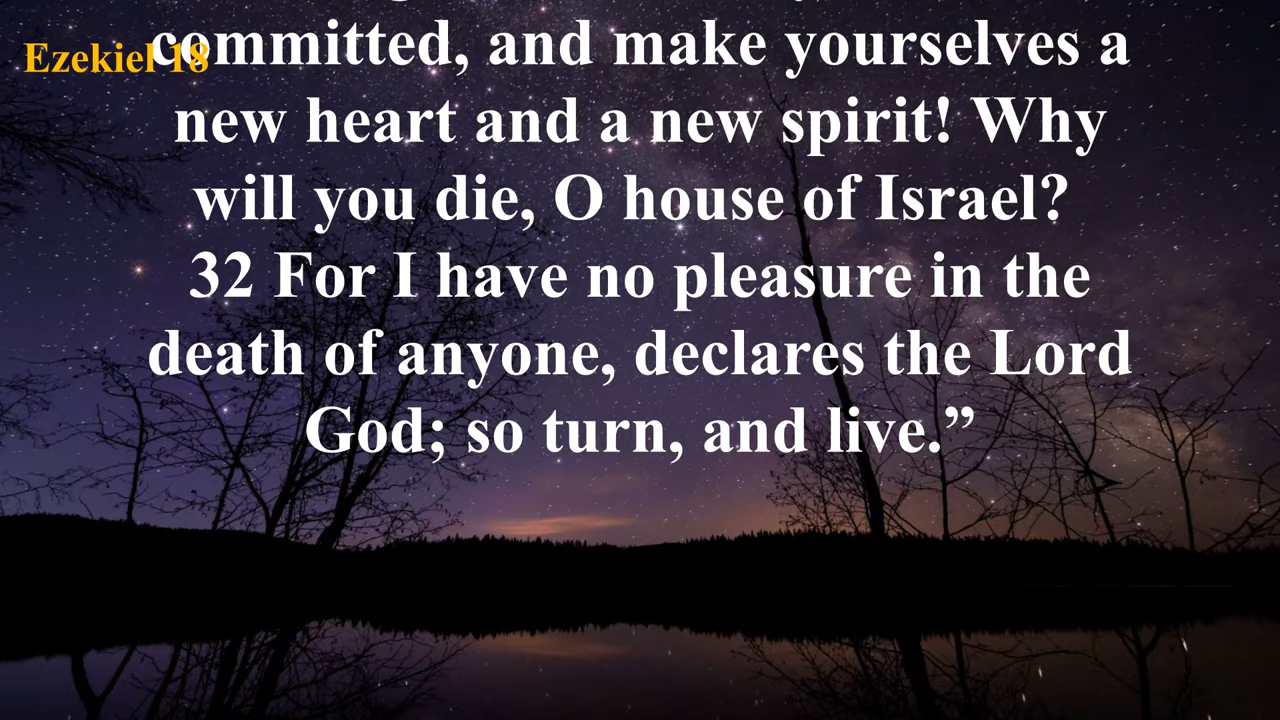 Ezekiel 18
committed, and make yourselves a
new heart and a new spirit! Why
will you die, O house of Israel?
32 For I have no pleasure in the
death of anyone, declares the Lord
God; so turn, and live.”